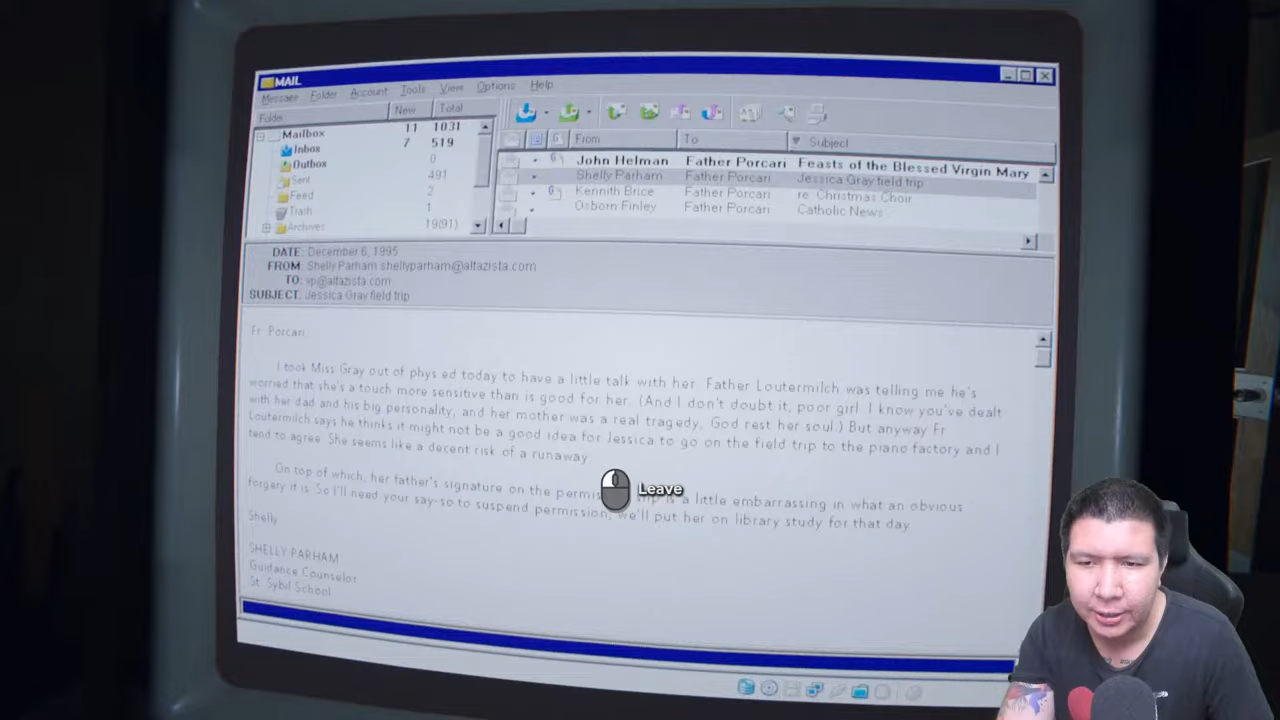 MAIL
Message Folder Account Tools View Options Help
Folder New Total
Mailbox 11 1031
Inbox 7 519
Outbox 0
Sent 491
Feed 2
Trash 1
Archives 19(91)
From To Subject
John Helman Father Porcari Feasts of the Blessed Virgin Mary
Shelly Parham Father Porcari Jessica Gray field trip
Kennith Brice Father Porcari re: Christmas Choir
Osborn Finley Father Porcari Catholic News
DATE: December 6, 1995
FROM: Shelly Parham shellyparham@altazista.com
TO: vp@altazista.com
SUBJECT: Jessica Gray field trip
Fr. Porcari
I took Miss Gray out of phys ed today to have a little talk with her. Father Loutermilch was telling me he's
worried that she's a touch more sensitive than is good for her. (And I don't doubt it, poor girl. I know you've dealt
with her dad and his big personality, and her mother was a real tragedy, God rest her soul.) But anyway Fr
Loutermilch says he thinks it might not be a good idea for Jessica to go on the field trip to the piano factory and I
tend to agree. She seems like a decent risk of a runaway.
On top of which, her father's signature on the is a little embarrassing in what an obvious
forgery it is. So I'll need your say-so to suspend permission, we'll put her on library study for that day
Leave
Shelly
SHELLY PARHAM
Guidance Counselor
St. Sybil School